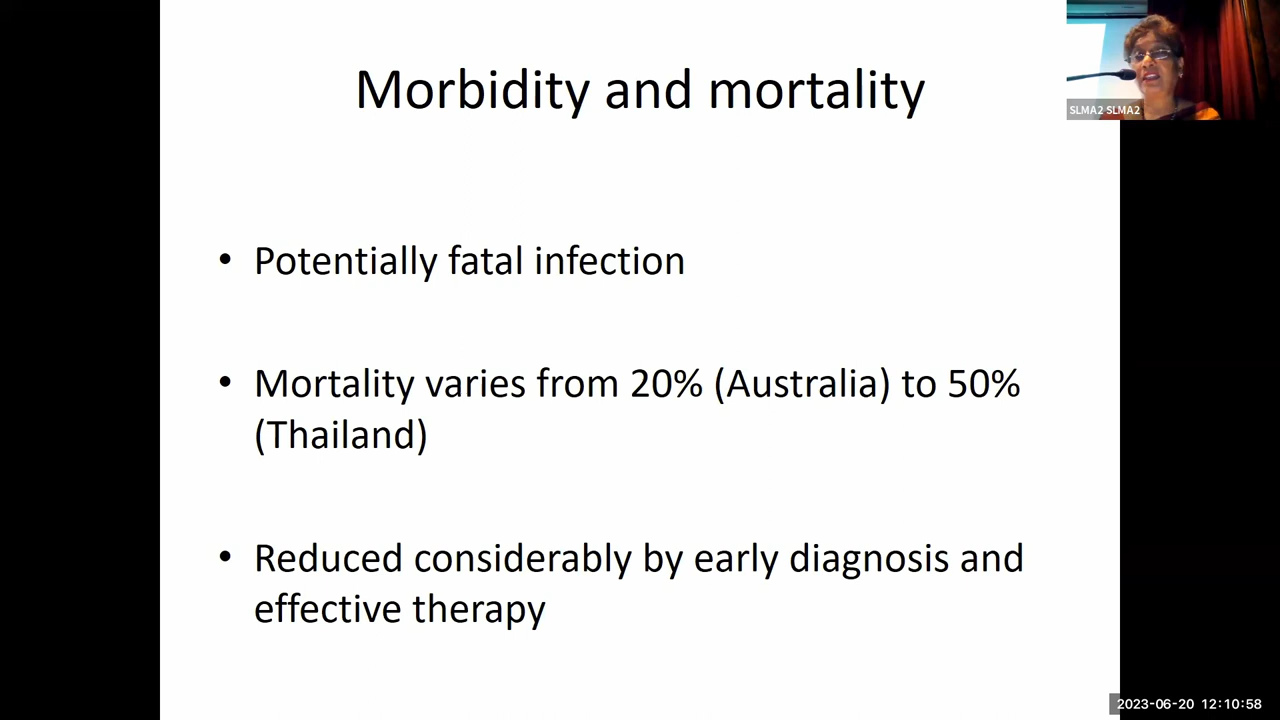 Morbidity and mortality
SLMA2 SLMA2
• Potentially fatal infection
• Mortality varies from 20% (Australia) to 50%
(Thailand)
• Reduced considerably by early diagnosis and
effective therapy
2023-06-20 12:10:58